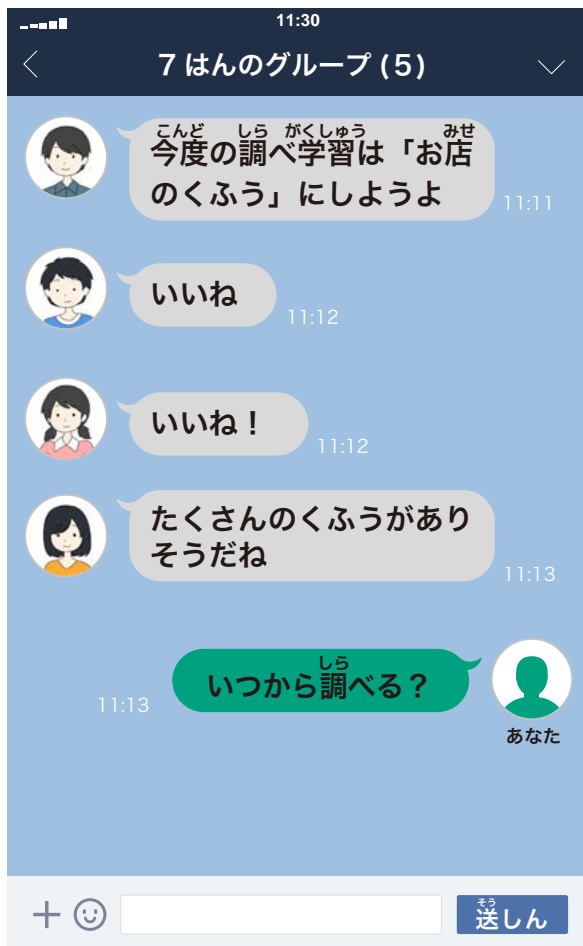 11:30
7はんのグループ(5)
こんど しら がくしゅう みせ
今度の調べ学習は「お店
のくふう」にしようよ
11:11
いいね
11:12
いいね！
11:12
たくさんのくふうがあり
そうだね
11:13
しら
いつから調べる？
11:13
あなた
そう
送しん